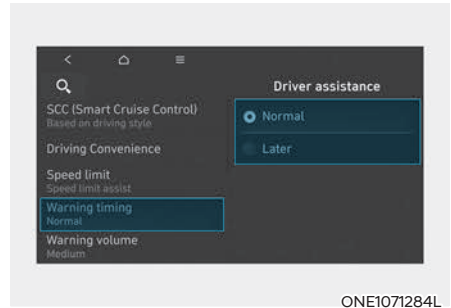 Driver assistance
SCC (Smart Cruise Control)
Based on driving style
Driving Convenience
Speed limit
Speed limit assist
Warning timing
Normal
Warning volume
Medium
Normal
Later
ONE1071284L